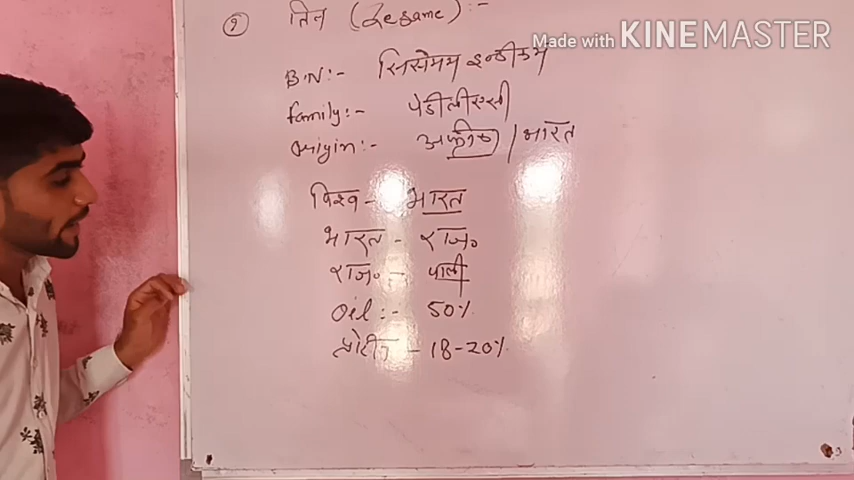 ① तिल (Sesame) :-
Made with KINEMASTER
B.N :- सिसेमम इन्डीकम
family :- पेडीलीएसी
Origin :- अफ्रीका / भारत
विश्व - भारत
भारत - राज०
राज० - पाली
Oil :- 50%
प्रोटीन - 18-20%